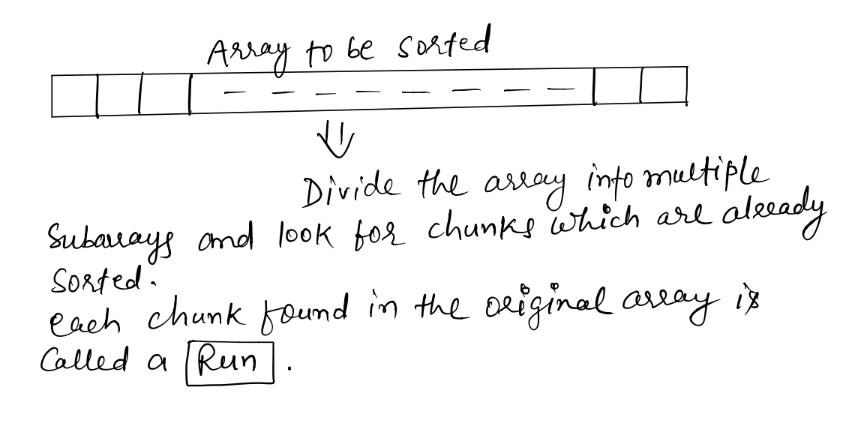 Array to be sorted
Divide the array into multiple
Subarrays and look for chunks which are already
Sorted.
each chunk found in the original array is
Called a Run.